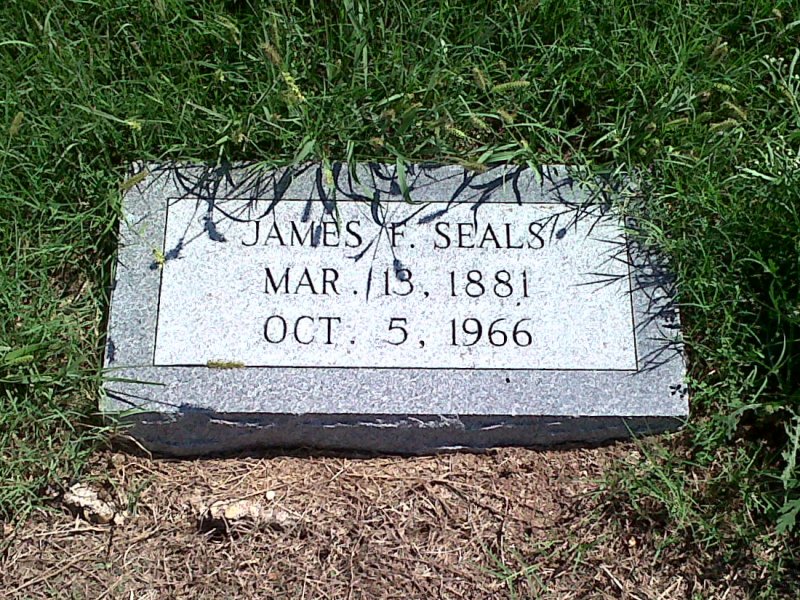 JAMES F. SEALS
MAR. 13, 1881
OCT. 5, 1966